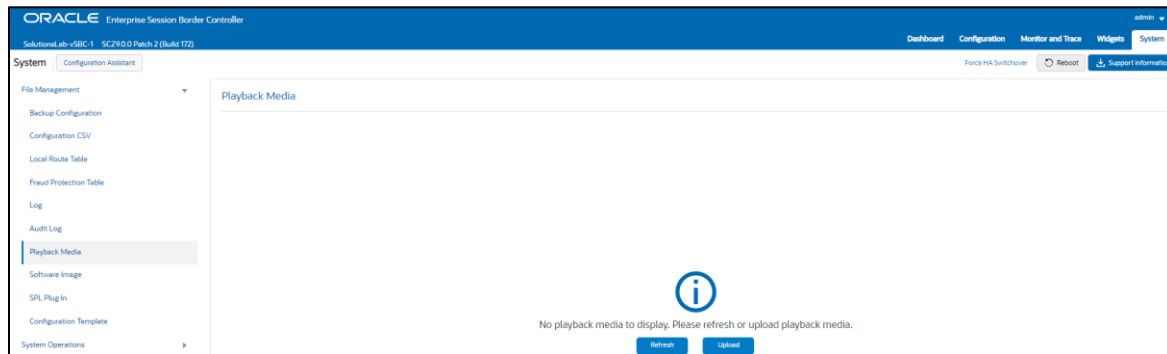 ORACLE Enterprise Session Border Controller
admin
SolutionsLab-vSBC-1 SCZ9.0.0 Patch 2 (Build 172)
Dashboard Configuration Monitor and Trace Widgets System
System Configuration Assistant
Force HA Switchover Reboot Support informatio
File Management
Playback Media
Backup Configuration
Configuration CSV
Local Route Table
Fraud Protection Table
Log
Audit Log
Playback Media
Software Image
SPL Plug In
Configuration Template
No playback media to display. Please refresh or upload playback media.
System Operations
Refresh Upload